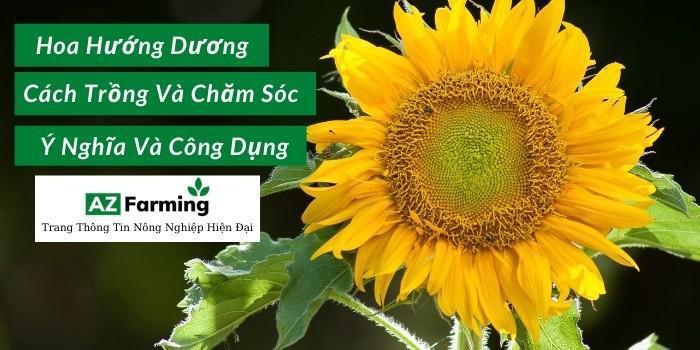 Hoa Hướng Dương
Cách Trồng Và Chăm Sóc
Ý Nghĩa Và Công Dụng
AZ Farming
Trang Thông Tin Nông Nghiệp Hiện Đại